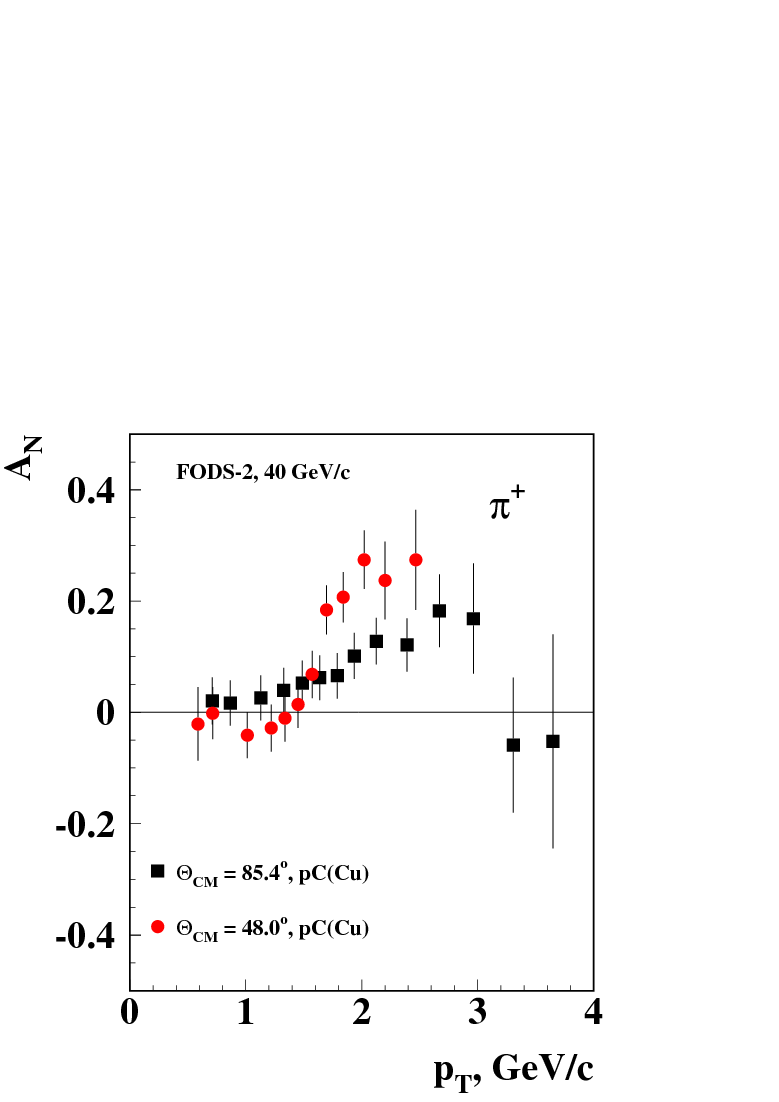 A_N
FODS-2, 40 GeV/c
π⁺
0.4
0.2
0
-0.2
-0.4
Θ_CM = 85.4°, pC(Cu)
Θ_CM = 48.0°, pC(Cu)
0 1 2 3 4
p_T, GeV/c